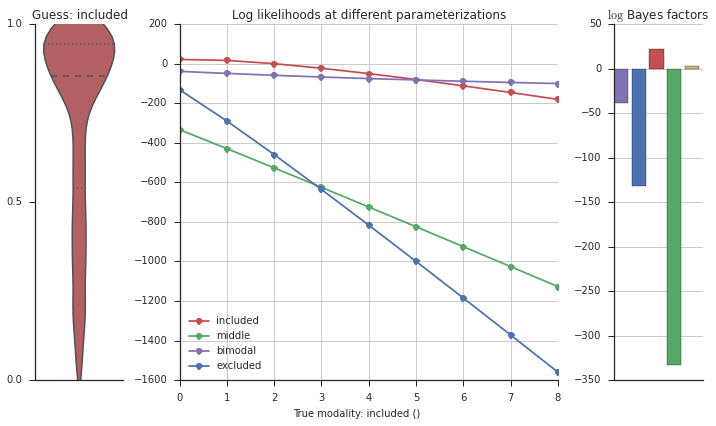 Guess: included
1.0
0.5
0.0
Log likelihoods at different parameterizations
200
0
−200
−400
−600
−800
−1000
−1200
−1400
−1600
included
middle
bimodal
excluded
0 1 2 3 4 5 6 7 8
True modality: included ()
log Bayes factors
50
0
−50
−100
−150
−200
−250
−300
−350